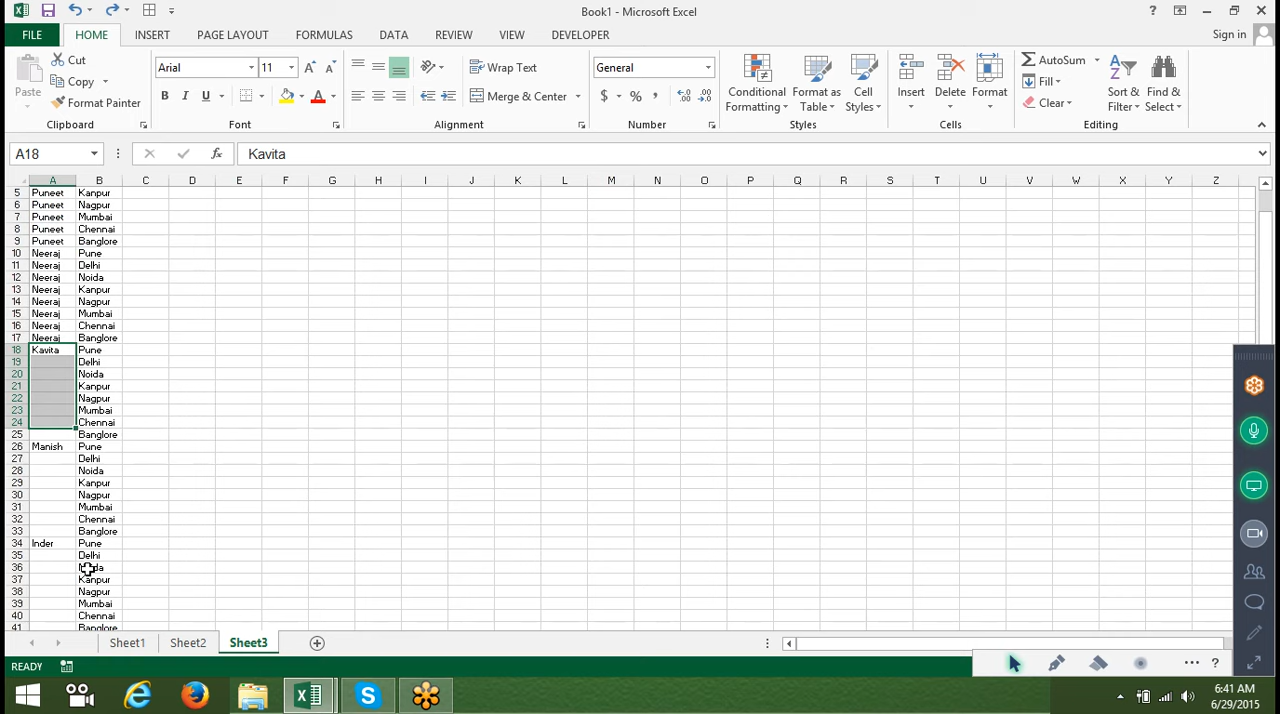 Book1 - Microsoft Excel
?
FILE HOME INSERT PAGE LAYOUT FORMULAS DATA REVIEW VIEW DEVELOPER Sign in
Paste Cut Copy Format Painter Clipboard
Arial 11 B I U A Font
Wrap Text Merge & Center Alignment
General $ % , Number
Conditional Formatting Format as Table Cell Styles Styles
Insert Delete Format Cells
AutoSum Fill Clear Sort & Filter Find & Select Editing
A18 fx Kavita
A B C D E F G H I J K L M N O P Q R S T U V W X Y Z
5 Puneet Kanpur
6 Puneet Nagpur
7 Puneet Mumbai
8 Puneet Chennai
9 Puneet Banglore
10 Neeraj Pune
11 Neeraj Delhi
12 Neeraj Noida
13 Neeraj Kanpur
14 Neeraj Nagpur
15 Neeraj Mumbai
16 Neeraj Chennai
17 Neeraj Banglore
18 Kavita Pune
19 Delhi
20 Noida
21 Kanpur
22 Nagpur
23 Mumbai
24 Chennai
25 Banglore
26 Manish Pune
27 Delhi
28 Noida
29 Kanpur
30 Nagpur
31 Mumbai
32 Chennai
33 Banglore
34 Inder Pune
35 Delhi
36
37 Kanpur
38 Nagpur
39 Mumbai
40 Chennai
41 Banglore
Sheet1 Sheet2 Sheet3
READY
?
6:41 AM
6/29/2015